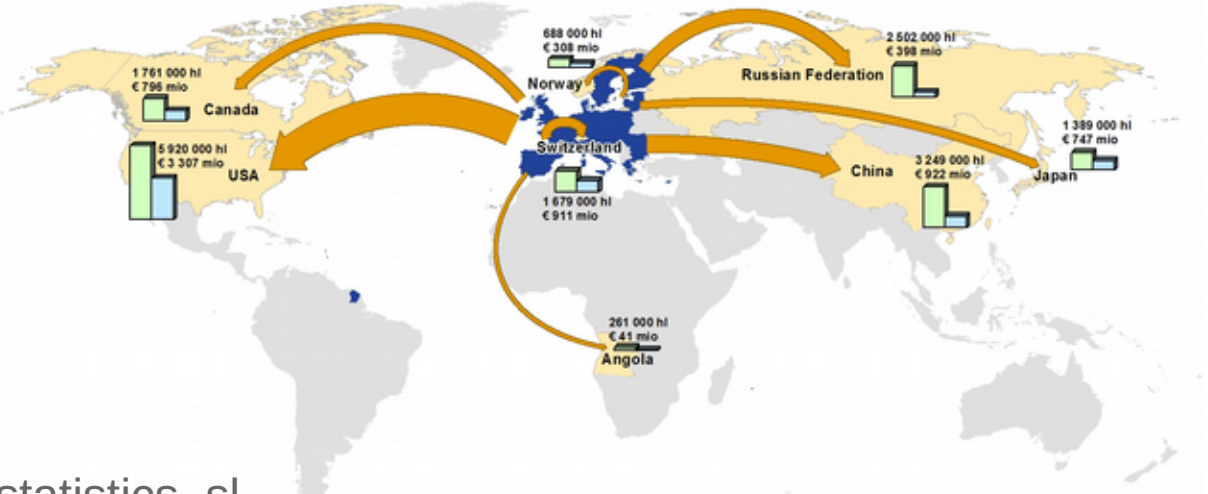 688 000 hl
€ 308 mio
Norway
2 502 000 hl
€ 398 mio
Russian Federation
1 761 000 hl
€ 796 mio
Canada
5 920 000 hl
€ 3 307 mio
USA
Switzerland
1 679 000 hl
€ 911 mio
China
3 249 000 hl
€ 922 mio
1 389 000 hl
€ 747 mio
Japan
261 000 hl
€ 41 mio
Angola